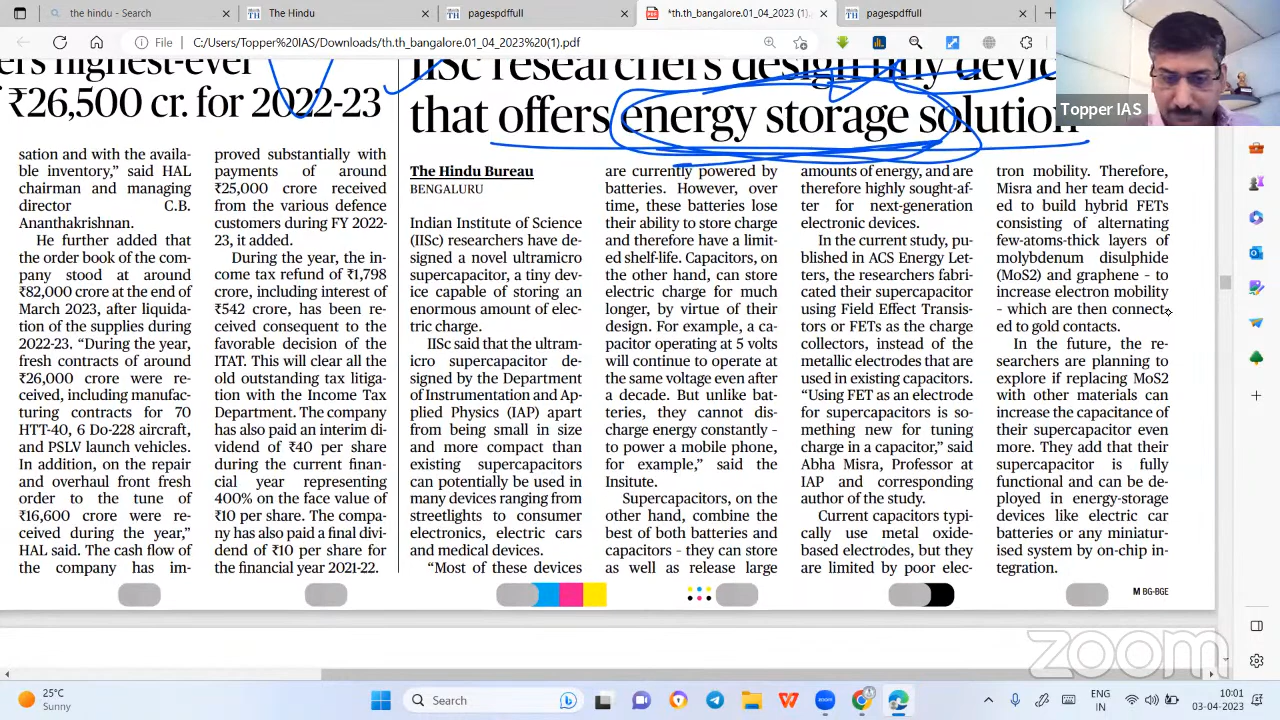 the hindu - Search
The Hindu
pagespdffull
*th.th_bangalore.01_04_2023 (1).p
pagespdffull
File
C:/Users/Topper%20IAS/Downloads/th.th_bangalore.01_04_2023%20(1).pdf
Topper IAS
highest-ever
₹26,500 cr. for 2022-23
sation and with the availa-
ble inventory,” said HAL
chairman and managing
director C.B.
Ananthakrishnan.
He further added that
the order book of the com-
pany stood at around
₹82,000 crore at the end of
March 2023, after liquida-
tion of the supplies during
2022-23. “During the year,
fresh contracts of around
₹26,000 crore were re-
ceived, including manufac-
turing contracts for 70
HTT-40, 6 Do-228 aircraft,
and PSLV launch vehicles.
In addition, on the repair
and overhaul front fresh
order to the tune of
₹16,600 crore were re-
ceived during the year,”
HAL said. The cash flow of
the company has im-
proved substantially with
payments of around
₹25,000 crore received
from the various defence
customers during FY 2022-
23, it added.
During the year, the in-
come tax refund of ₹1,798
crore, including interest of
₹542 crore, has been re-
ceived consequent to the
favorable decision of the
ITAT. This will clear all the
old outstanding tax litiga-
tion with the Income Tax
Department. The company
has also paid an interim di-
vidend of ₹40 per share
during the current finan-
cial year representing
400% on the face value of
₹10 per share. The compa-
ny has also paid a final divi-
dend of ₹10 per share for
the financial year 2021-22.
IISc researchers design tiny
that offers energy storage solution
The Hindu Bureau
BENGALURU
Indian Institute of Science
(IISc) researchers have de-
signed a novel ultramicro
supercapacitor, a tiny dev-
ice capable of storing an
enormous amount of elec-
tric charge.
IISc said that the ultram-
icro supercapacitor de-
signed by the Department
of Instrumentation and Ap-
plied Physics (IAP) apart
from being small in size
and more compact than
existing supercapacitors
can potentially be used in
many devices ranging from
streetlights to consumer
electronics, electric cars
and medical devices.
“Most of these devices
are currently powered by
batteries. However, over
time, these batteries lose
their ability to store charge
and therefore have a limit-
ed shelf-life. Capacitors, on
the other hand, can store
electric charge for much
longer, by virtue of their
design. For example, a ca-
pacitor operating at 5 volts
will continue to operate at
the same voltage even after
a decade. But unlike bat-
teries, they cannot dis-
charge energy constantly -
to power a mobile phone,
for example,” said the
Insitute.
Supercapacitors, on the
other hand, combine the
best of both batteries and
capacitors - they can store
as well as release large
amounts of energy, and are
therefore highly sought-af-
ter for next-generation
electronic devices.
In the current study, pu-
blished in ACS Energy Let-
ters, the researchers fabri-
cated their supercapacitor
using Field Effect Transis-
tors or FETs as the charge
collectors, instead of the
metallic electrodes that are
used in existing capacitors.
“Using FET as an electrode
for supercapacitors is so-
mething new for tuning
charge in a capacitor,” said
Abha Misra, Professor at
IAP and corresponding
author of the study.
Current capacitors typi-
cally use metal oxide-
based electrodes, but they
are limited by poor elec-
tron mobility. Therefore,
Misra and her team decid-
ed to build hybrid FETs
consisting of alternating
few-atoms-thick layers of
molybdenum disulphide
(MoS2) and graphene - to
increase electron mobility
- which are then connect-
ed to gold contacts.
In the future, the re-
searchers are planning to
explore if replacing MoS2
with other materials can
increase the capacitance of
their supercapacitor even
more. They add that their
supercapacitor is fully
functional and can be de-
ployed in energy-storage
devices like electric car
batteries or any miniatur-
ised system by on-chip in-
tegration.
M BG-BGE
zoom
25°C
Sunny
Search
ENG
IN
10:01
03-04-2023